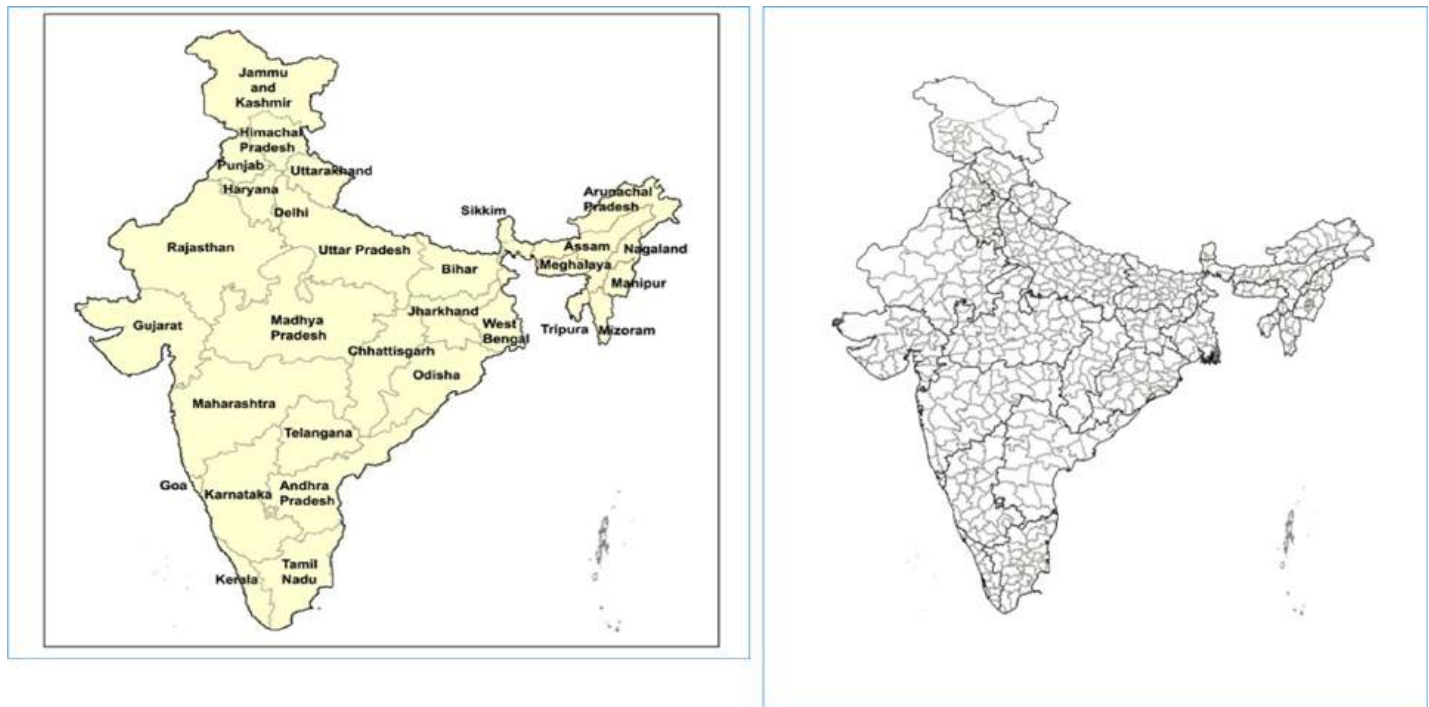 Jammu
and
Kashmir
Himachal
Pradesh
Punjab
Uttarakhand
Haryana
Delhi
Arunachal
Pradesh
Sikkim
Rajasthan
Uttar Pradesh
Assam
Nagaland
Bihar
Meghalaya
Manipur
Gujarat
Madhya
Pradesh
Jharkhand
West
Bengal
Tripura
Mizoram
Chhattisgarh
Odisha
Maharashtra
Telangana
Goa
Karnataka
Andhra
Pradesh
Kerala
Tamil
Nadu